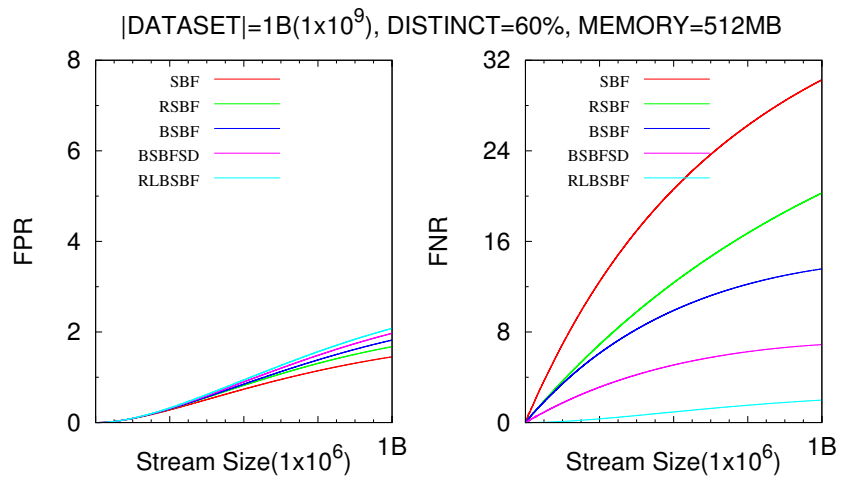 |DATASET|=1B(1x10^9), DISTINCT=60%, MEMORY=512MB
FPR
8
6
4
2
0
SBF
RSBF
BSBF
BSBFSD
RLBSBF
1B
Stream Size(1x10^6)
FNR
32
24
16
8
0
SBF
RSBF
BSBF
BSBFSD
RLBSBF
1B
Stream Size(1x10^6)